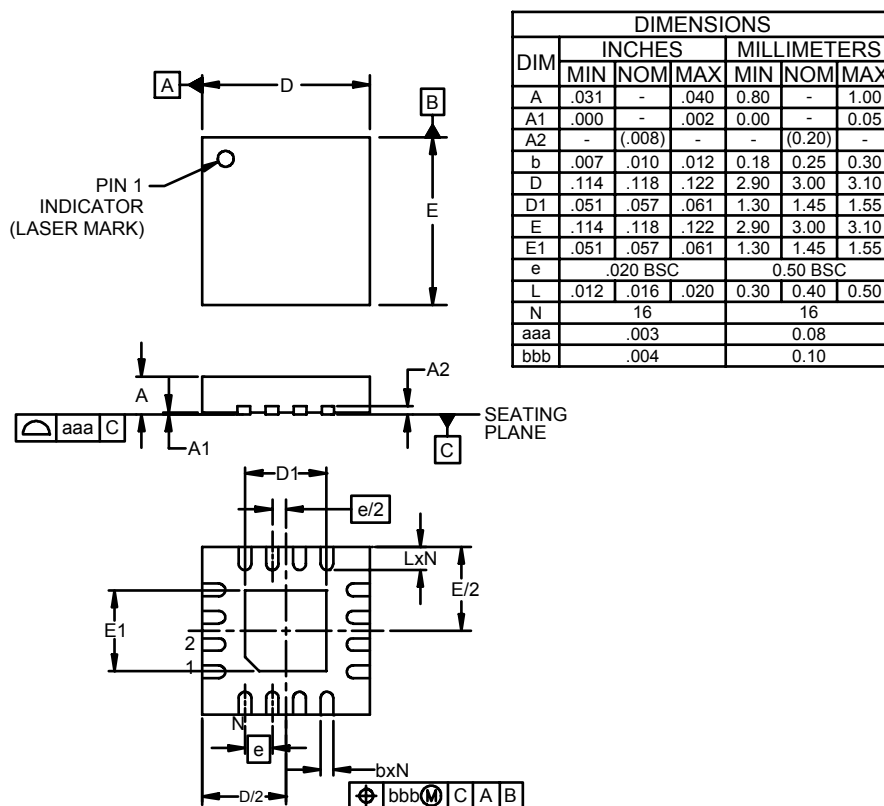 DIMENSIONS
DIM INCHES MILLIMETERS
MIN NOM MAX MIN NOM MAX
A .031 - .040 0.80 - 1.00
A1 .000 - .002 0.00 - 0.05
A2 - (.008) - - (0.20) -
b .007 .010 .012 0.18 0.25 0.30
D .114 .118 .122 2.90 3.00 3.10
D1 .051 .057 .061 1.30 1.45 1.55
E .114 .118 .122 2.90 3.00 3.10
E1 .051 .057 .061 1.30 1.45 1.55
e .020 BSC 0.50 BSC
L .012 .016 .020 0.30 0.40 0.50
N 16 16
aaa .003 0.08
bbb .004 0.10
A D B
PIN 1
INDICATOR
(LASER MARK)
E
A A2
aaa C
A1
SEATING
PLANE
C
D1
e/2
LxN
E/2
E1
2
1
N
e
bxN
D/2
bbb M C A B